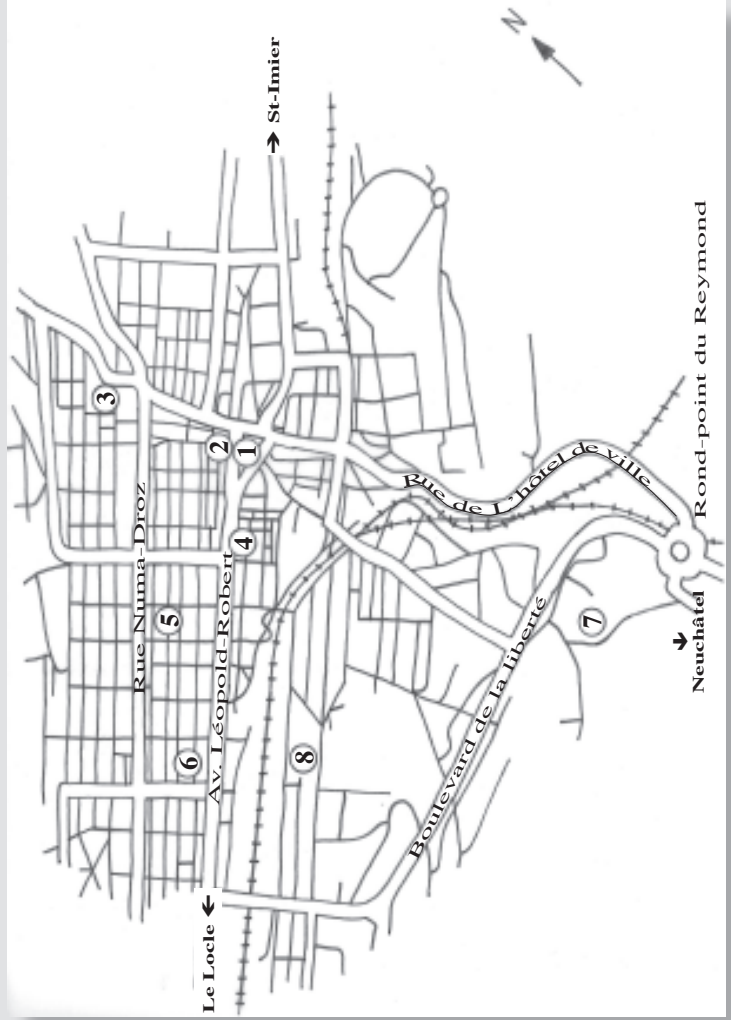 N
→ St-Imier
3
2
1
Rue Numa-Droz
4
Av. Léopold-Robert
5
6
8
7
Rue de L'hôtel de ville
Rond-point du Reymond
Boulevard de la liberté
Neuchâtel
Le Locle ←